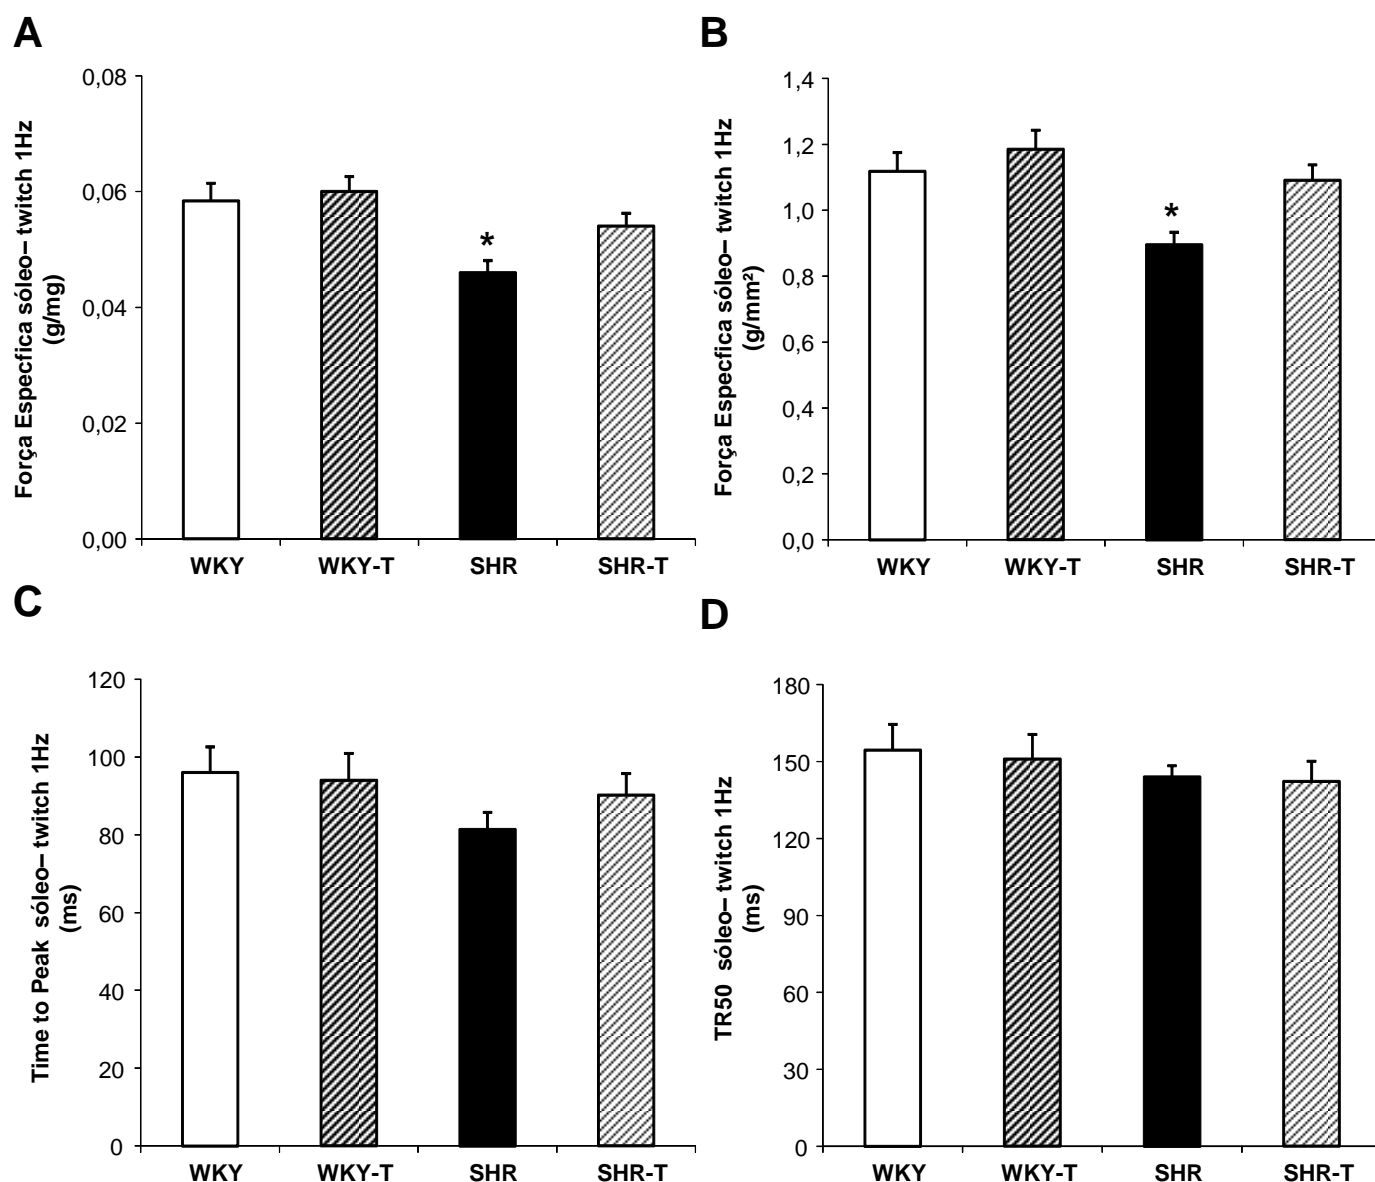 A
Força Especfica sóleo– twitch 1Hz
(g/mg)
0,08
0,06
0,04
0,02
0,00
*
WKY WKY-T SHR SHR-T
B
Força Especfica sóleo– twitch 1Hz
(g/mm²)
1,4
1,2
1,0
0,8
0,6
0,4
0,2
0,0
*
WKY WKY-T SHR SHR-T
C
Time to Peak sóleo– twitch 1Hz
(ms)
120
100
80
60
40
20
0
WKY WKY-T SHR SHR-T
D
TR50 sóleo– twitch 1Hz
(ms)
180
150
120
90
60
30
0
WKY WKY-T SHR SHR-T